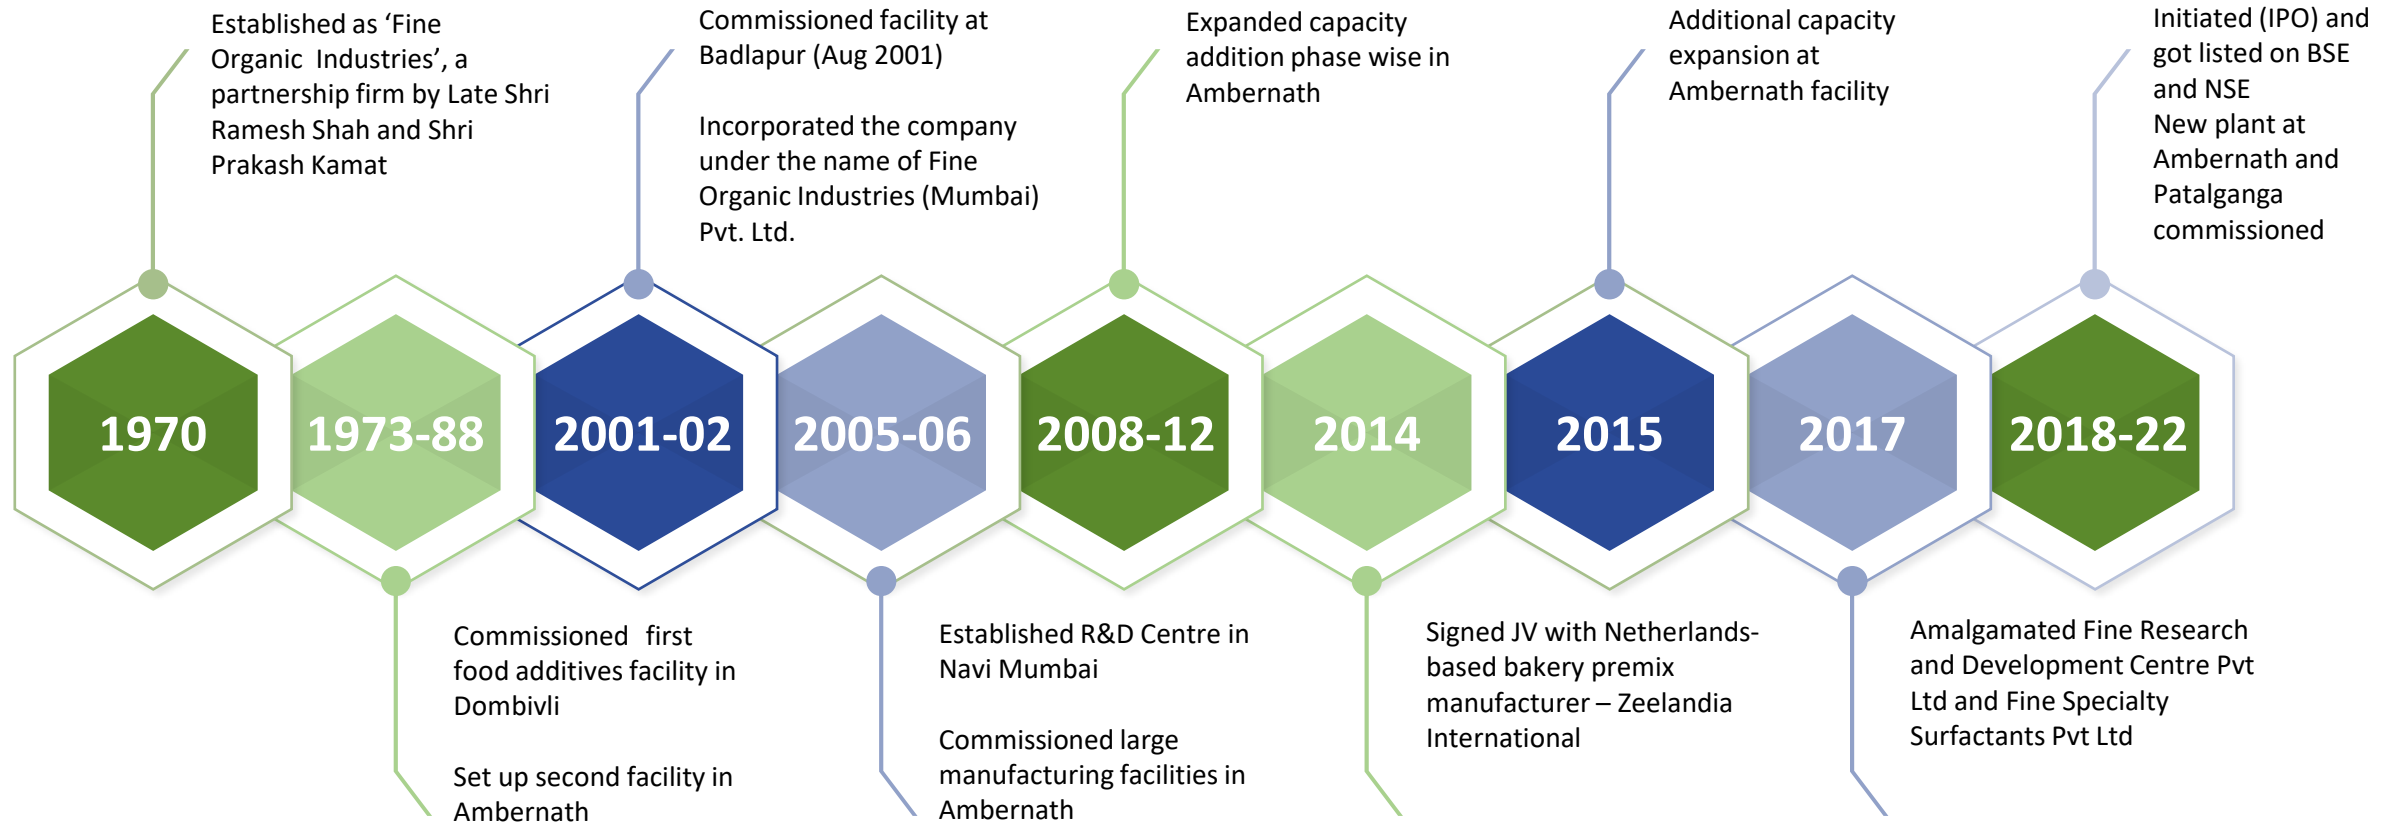 Established as ‘Fine
Organic Industries’, a
partnership firm by Late Shri
Ramesh Shah and Shri
Prakash Kamat
Commissioned facility at
Badlapur (Aug 2001)
Incorporated the company
under the name of Fine
Organic Industries (Mumbai)
Pvt. Ltd.
Expanded capacity
addition phase wise in
Ambernath
Additional capacity
expansion at
Ambernath facility
Initiated (IPO) and
got listed on BSE
and NSE
New plant at
Ambernath and
Patalganga
commissioned
1970
1973-88
2001-02
2005-06
2008-12
2014
2015
2017
2018-22
Commissioned first
food additives facility in
Dombivli
Set up second facility in
Ambernath
Established R&D Centre in
Navi Mumbai
Commissioned large
manufacturing facilities in
Ambernath
Signed JV with Netherlands-
based bakery premix
manufacturer – Zeelandia
International
Amalgamated Fine Research
and Development Centre Pvt
Ltd and Fine Specialty
Surfactants Pvt Ltd